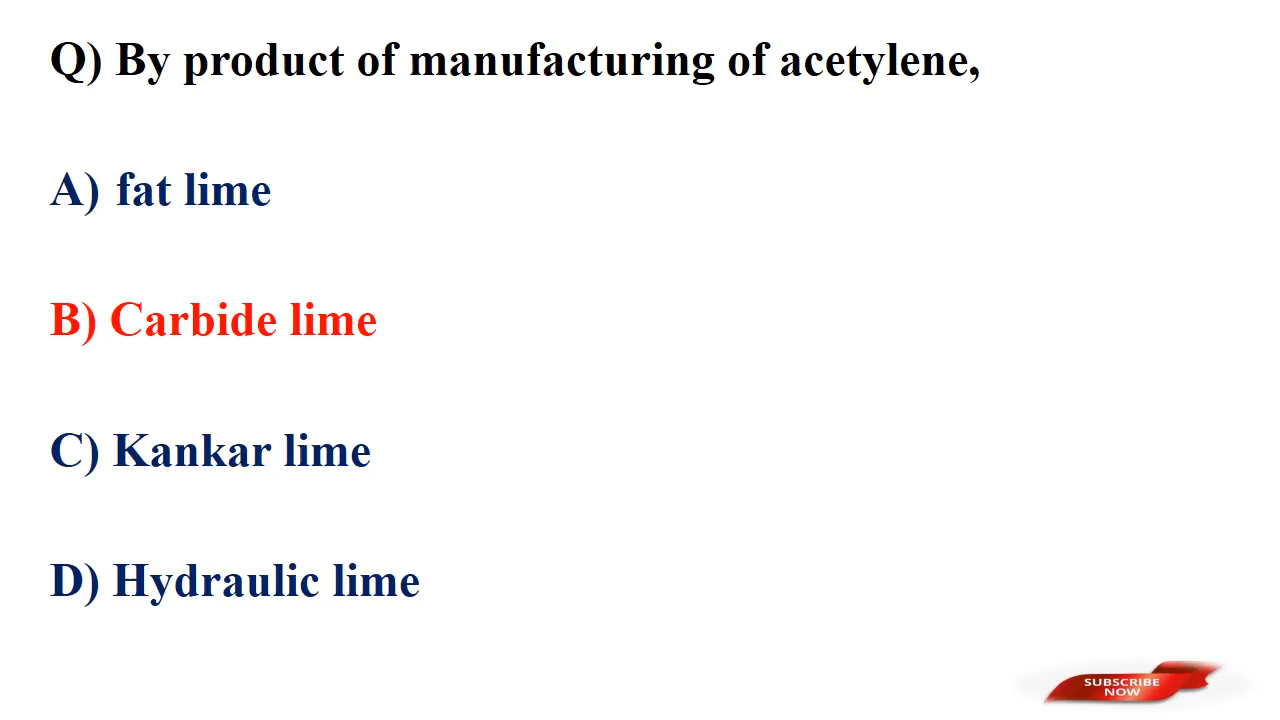 Q) By product of manufacturing of acetylene,
A) fat lime
B) Carbide lime
C) Kankar lime
D) Hydraulic lime
SUBSCRIBE
NOW